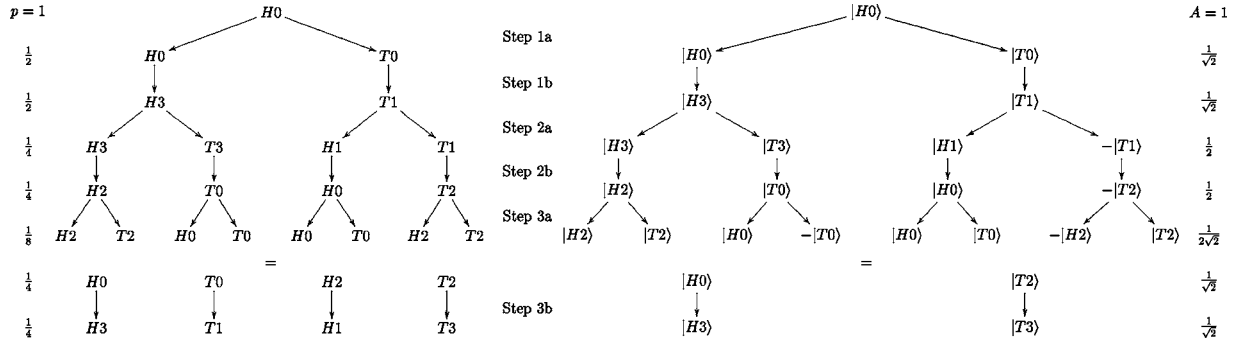 p = 1 H0 |H0⟩ A = 1
Step 1a
1/2 H0 T0 |H0⟩ |T0⟩ 1/√2
Step 1b
1/2 H3 T1 |H3⟩ |T1⟩ 1/√2
Step 2a
1/4 H3 T3 H1 T1 |H3⟩ |T3⟩ |H1⟩ −|T1⟩ 1/2
Step 2b
1/4 H2 T0 H0 T2 |H2⟩ |T0⟩ |H0⟩ −|T2⟩ 1/2
Step 3a
1/8 H2 T2 H0 T0 H0 T0 H2 T2 |H2⟩ |T2⟩ |H0⟩ −|T0⟩ |H0⟩ |T0⟩ −|H2⟩ |T2⟩ 1/2√2
= =
1/4 H0 T0 H2 T2 |H0⟩ |T2⟩ 1/√2
Step 3b
1/4 H3 T1 H1 T3 |H3⟩ |T3⟩ 1/√2